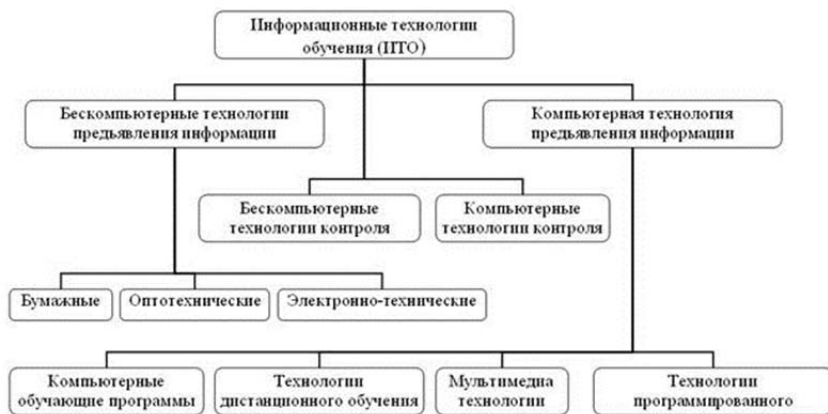 Информационные технологии
обучения (ИТО)
Бескомпьютерные технологии
предъявления информации
Компьютерная технология
предъявления информации
Бескомпьютерные
технологии контроля
Компьютерные
технологии контроля
Бумажные
Оптотехнические
Электронно-технические
Компьютерные
обучающие программы
Технологии
дистанционного обучения
Мультимедиа
технологии
Технологии
программированного